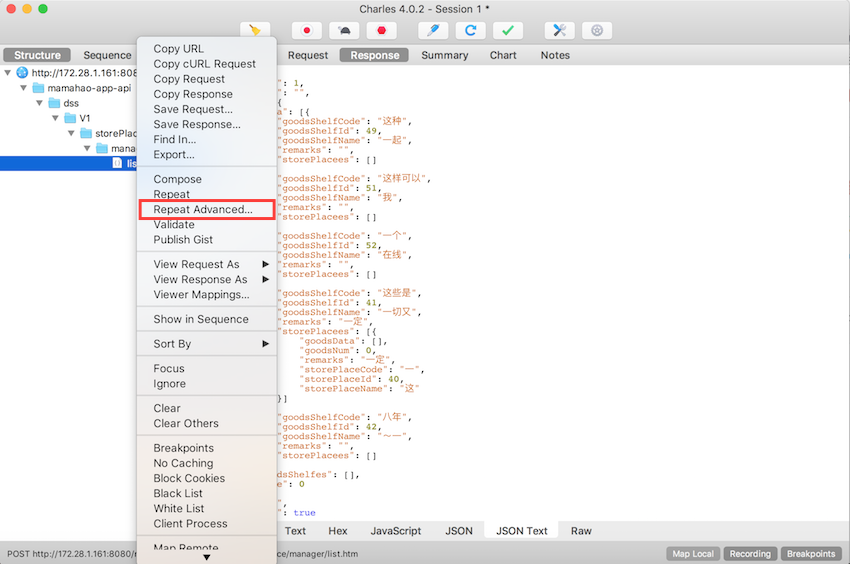 Charles 4.0.2 - Session 1 *
Structure Sequence Request Response Summary Chart Notes
http://172.28.1.161:808
mamahao-app-api
dss
V1
storePlac
mana
lis
Copy URL
Copy cURL Request
Copy Request
Copy Response
Save Request...
Save Response...
Find In...
Export...
Compose
Repeat
Repeat Advanced...
Validate
Publish Gist
View Request As
View Response As
Viewer Mappings...
Show in Sequence
Sort By
Focus
Ignore
Clear
Clear Others
Breakpoints
No Caching
Block Cookies
Black List
White List
Client Process
Map Remote
": 1,
": "",
{
a": [{
"goodsShelfCode": "这种",
"goodsShelfId": 49,
"goodsShelfName": "一起",
"remarks": "",
"storePlacees": []
"goodsShelfCode": "这样可以",
"goodsShelfId": 51,
"goodsShelfName": "我",
"remarks": "",
"storePlacees": []
"goodsShelfCode": "一个",
"goodsShelfId": 52,
"goodsShelfName": "在线",
"remarks": "",
"storePlacees": []
"goodsShelfCode": "这些是",
"goodsShelfId": 41,
"goodsShelfName": "一切又",
"remarks": "一定",
"storePlacees": [{
"goodsData": [],
"goodsNum": 0,
"remarks": "一定",
"storePlaceCode": "一",
"storePlaceId": 40,
"storePlaceName": "这"
}]
"goodsShelfCode": "八年",
"goodsShelfId": 42,
"goodsShelfName": "～一",
"remarks": "",
"storePlacees": []
dsShelfes": [],
e": 0
",
": true
Text Hex JavaScript JSON JSON Text Raw
POST http://172.28.1.161:8080/ ce/manager/list.htm Map Local Recording Breakpoints